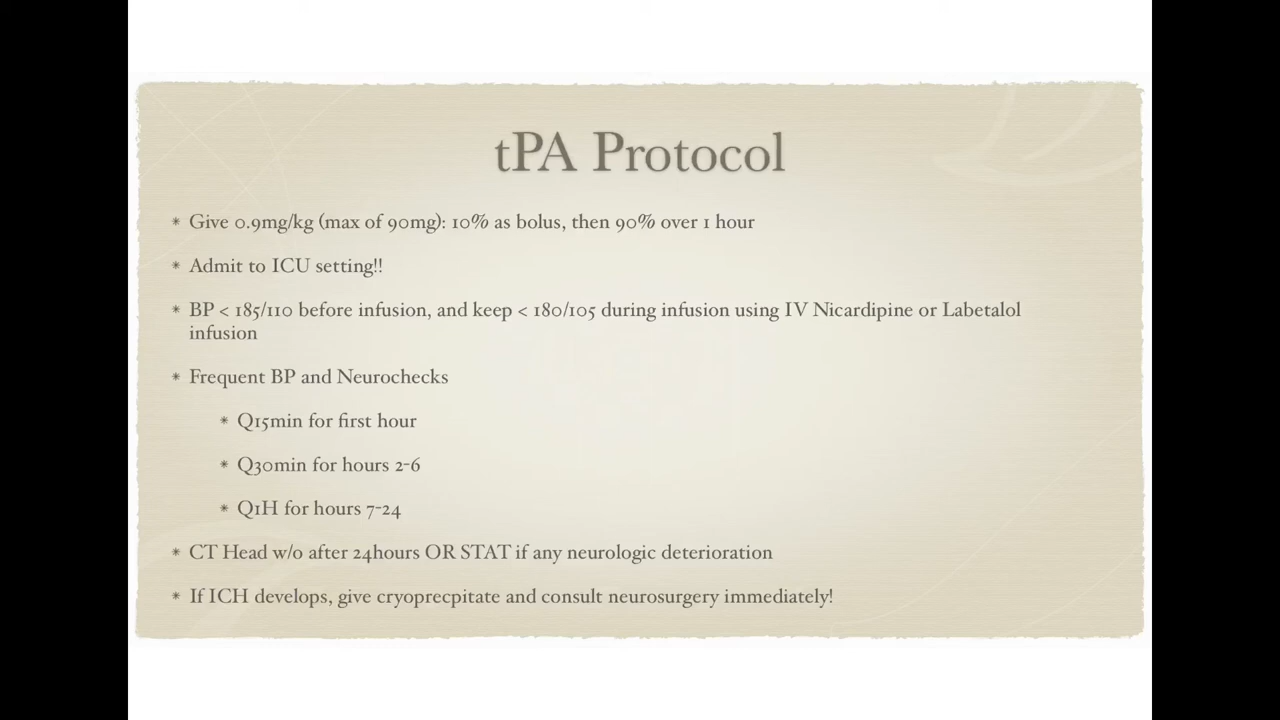 tPA Protocol
* Give 0.9mg/kg (max of 90mg): 10% as bolus, then 90% over 1 hour
* Admit to ICU setting!!
* BP < 185/110 before infusion, and keep < 180/105 during infusion using IV Nicardipine or Labetalol
infusion
* Frequent BP and Neurochecks
* Q15min for first hour
* Q30min for hours 2-6
* Q1H for hours 7-24
* CT Head w/o after 24hours OR STAT if any neurologic deterioration
* If ICH develops, give cryoprecpitate and consult neurosurgery immediately!